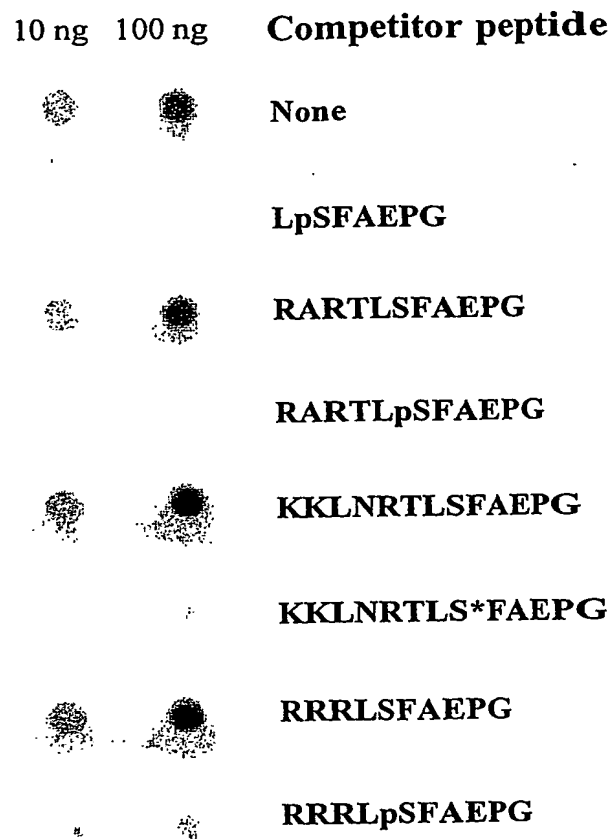 10 ng 100 ng Competitor peptide
None
LpSFAEPG
RARTLSFAEPG
RARTLpSFAEPG
KKLNRTLSFAEPG
KKLNRTLS*FAEPG
RRRLSFAEPG
RRRLpSFAEPG